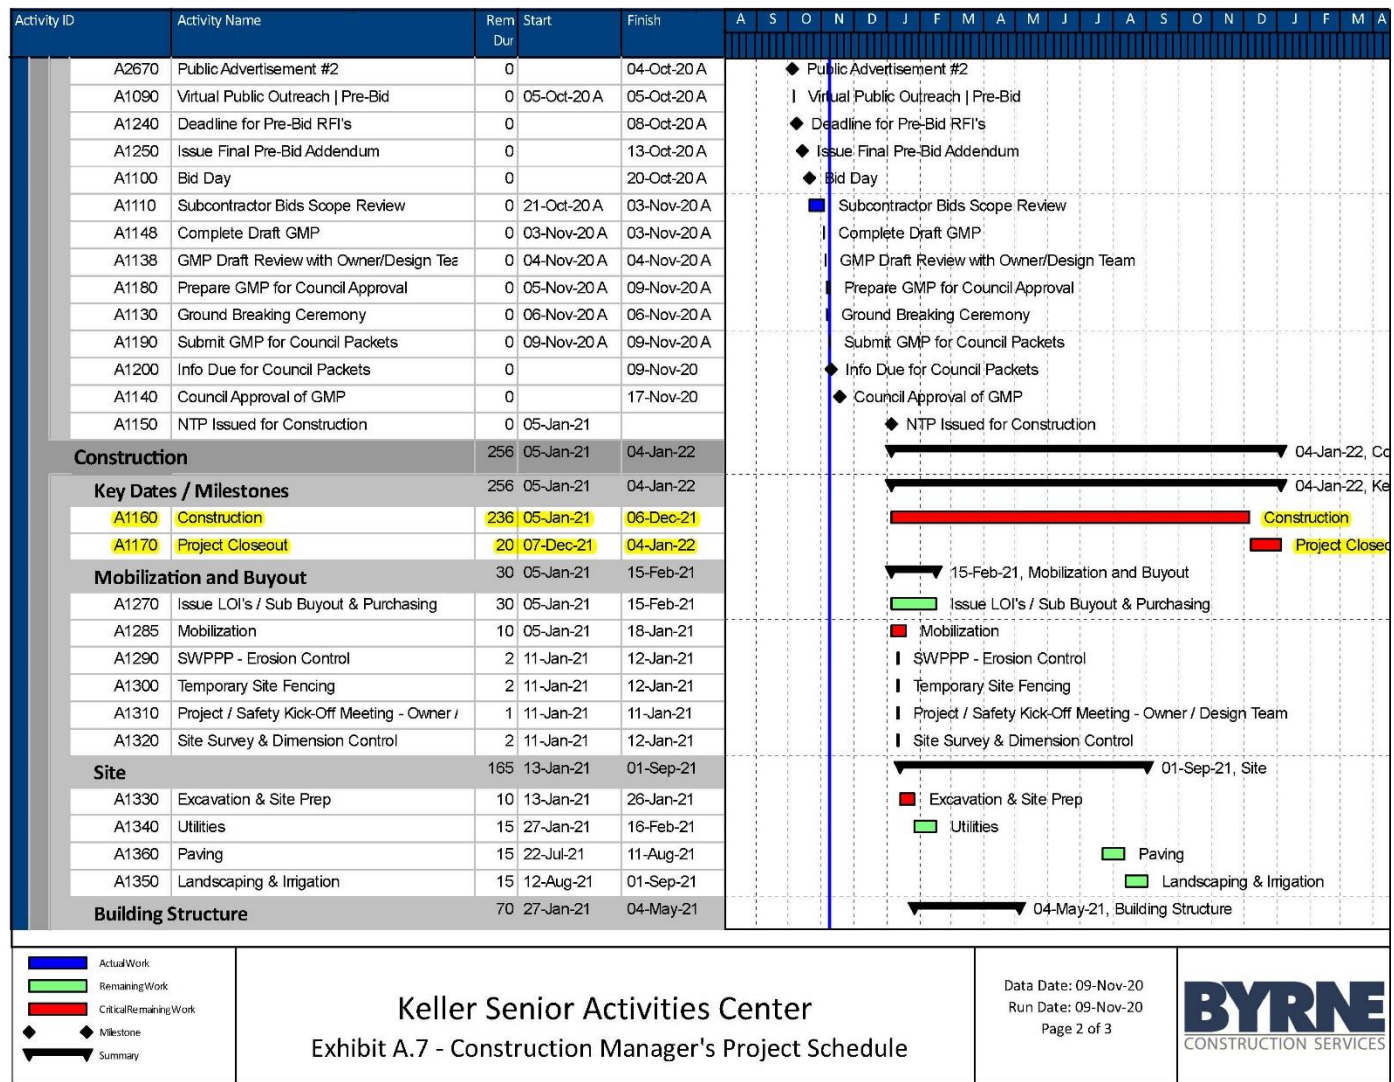 Activity ID Activity Name Rem Start Finish A S O N D J F M A M J J A S O N D J F M A
Dur
A2670 Public Advertisement #2 0 04-Oct-20 A Public Advertisement #2
A1090 Virtual Public Outreach | Pre-Bid 0 05-Oct-20 A 05-Oct-20 A Virtual Public Outreach | Pre-Bid
A1240 Deadline for Pre-Bid RFI's 0 08-Oct-20 A Deadline for Pre-Bid RFI's
A1250 Issue Final Pre-Bid Addendum 0 13-Oct-20 A Issue Final Pre-Bid Addendum
A1100 Bid Day 0 20-Oct-20 A Bid Day
A1110 Subcontractor Bids Scope Review 0 21-Oct-20 A 03-Nov-20 A Subcontractor Bids Scope Review
A1148 Complete Draft GMP 0 03-Nov-20 A 03-Nov-20 A Complete Draft GMP
A1138 GMP Draft Review with Owner/Design Tea 0 04-Nov-20 A 04-Nov-20 A GMP Draft Review with Owner/Design Team
A1180 Prepare GMP for Council Approval 0 05-Nov-20 A 09-Nov-20 A Prepare GMP for Council Approval
A1130 Ground Breaking Ceremony 0 06-Nov-20 A 06-Nov-20 A Ground Breaking Ceremony
A1190 Submit GMP for Council Packets 0 09-Nov-20 A 09-Nov-20 A Submit GMP for Council Packets
A1200 Info Due for Council Packets 0 09-Nov-20 Info Due for Council Packets
A1140 Council Approval of GMP 0 17-Nov-20 Council Approval of GMP
A1150 NTP Issued for Construction 0 05-Jan-21 NTP Issued for Construction
Construction 256 05-Jan-21 04-Jan-22 04-Jan-22, Co
Key Dates / Milestones 256 05-Jan-21 04-Jan-22 04-Jan-22, Ke
A1160 Construction 236 05-Jan-21 06-Dec-21 Construction
A1170 Project Closeout 20 07-Dec-21 04-Jan-22 Project Closeo
Mobilization and Buyout 30 05-Jan-21 15-Feb-21 15-Feb-21, Mobilization and Buyout
A1270 Issue LOI's / Sub Buyout & Purchasing 30 05-Jan-21 15-Feb-21 Issue LOI's / Sub Buyout & Purchasing
A1285 Mobilization 10 05-Jan-21 18-Jan-21 Mobilization
A1290 SWPPP - Erosion Control 2 11-Jan-21 12-Jan-21 SWPPP - Erosion Control
A1300 Temporary Site Fencing 2 11-Jan-21 12-Jan-21 Temporary Site Fencing
A1310 Project / Safety Kick-Off Meeting - Owner / 1 11-Jan-21 11-Jan-21 Project / Safety Kick-Off Meeting - Owner / Design Team
A1320 Site Survey & Dimension Control 2 11-Jan-21 12-Jan-21 Site Survey & Dimension Control
Site 165 13-Jan-21 01-Sep-21 01-Sep-21, Site
A1330 Excavation & Site Prep 10 13-Jan-21 26-Jan-21 Excavation & Site Prep
A1340 Utilities 15 27-Jan-21 16-Feb-21 Utilities
A1360 Paving 15 22-Jul-21 11-Aug-21 Paving
A1350 Landscaping & Irrigation 15 12-Aug-21 01-Sep-21 Landscaping & Irrigation
Building Structure 70 27-Jan-21 04-May-21 04-May-21, Building Structure
Actual Work
Remaining Work
Critical Remaining Work
Milestone
Summary
Keller Senior Activities Center
Exhibit A.7 - Construction Manager's Project Schedule
Data Date: 09-Nov-20
Run Date: 09-Nov-20
Page 2 of 3
BYRNE
CONSTRUCTION SERVICES